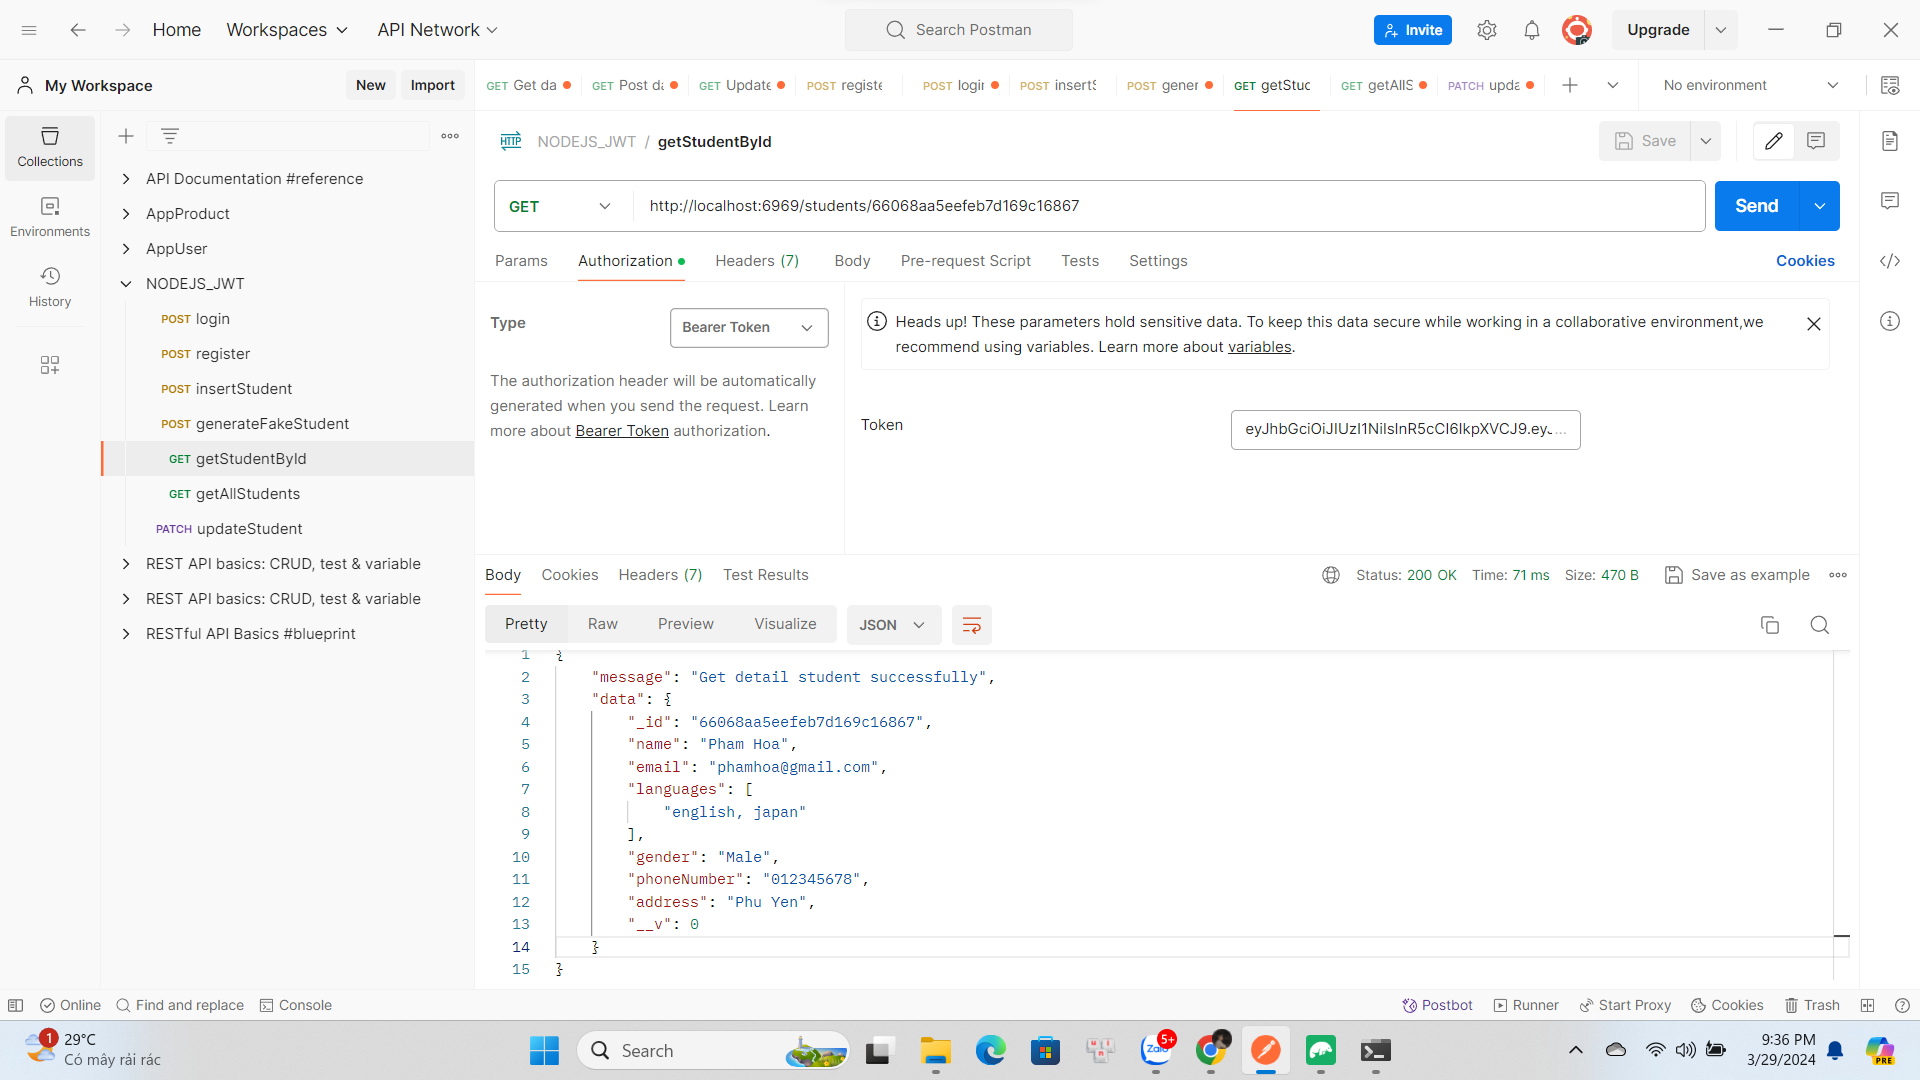 Home Workspaces API Network Search Postman Invite Upgrade
My Workspace New Import GET Get da POST Post da GET Update POST registe POST login POST insertS POST gener GET getStuc GET getAllS PATCH upda No environment
Collections
Environments
History
API Documentation #reference
AppProduct
AppUser
NODEJS_JWT
POST login
POST register
POST insertStudent
POST generateFakeStudent
GET getStudentById
GET getAllStudents
PATCH updateStudent
REST API basics: CRUD, test & variable
REST API basics: CRUD, test & variable
RESTful API Basics #blueprint
HTTP NODEJS_JWT / getStudentById Save
GET http://localhost:6969/students/66068aa5eefeb7d169c16867 Send
Params Authorization Headers (7) Body Pre-request Script Tests Settings Cookies
Type Bearer Token
The authorization header will be automatically
generated when you send the request. Learn
more about Bearer Token authorization.
Heads up! These parameters hold sensitive data. To keep this data secure while working in a collaborative environment,we
recommend using variables. Learn more about variables.
Token
Body Cookies Headers (7) Test Results Status: 200 OK Time: 71 ms Size: 470 B Save as example
Pretty Raw Preview Visualize JSON
1 {
2 "message": "Get detail student successfully",
3 "data": {
4 "_id": "66068aa5eefeb7d169c16867",
5 "name": "Pham Hoa",
6 "email": "phamhoa@gmail.com",
7 "languages": [
8 "english, japan"
9 ],
10 "gender": "Male",
11 "phoneNumber": "012345678",
12 "address": "Phu Yen",
13 "__v": 0
14 }
15 }
Online Find and replace Console Postbot Runner Start Proxy Cookies Trash
1 29°C
Có mây rải rác
Search
Zalo 5+
PRE
9:36 PM
3/29/2024